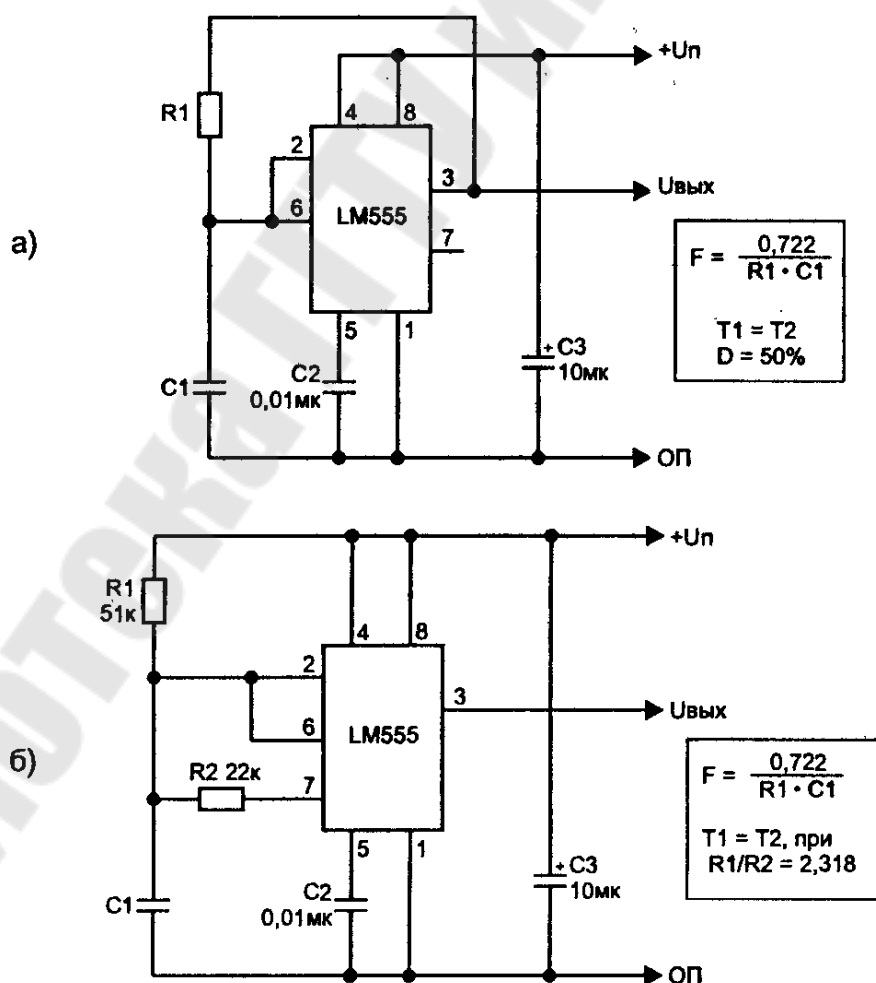 а)
+Uп
R1
4 8
2
3
Uвых
6
LM555
7
5 1
C1
C2
0,01мк
+ C3
10мк
ОП
F = 0,722
R1 • C1
T1 = T2
D = 50%
б)
+Uп
R1
51к
4 8
2
3
Uвых
6
LM555
R2 22к
7
5 1
C1
C2
0,01мк
+ C3
10мк
ОП
F = 0,722
R1 • C1
T1 = T2, при
R1/R2 = 2,318